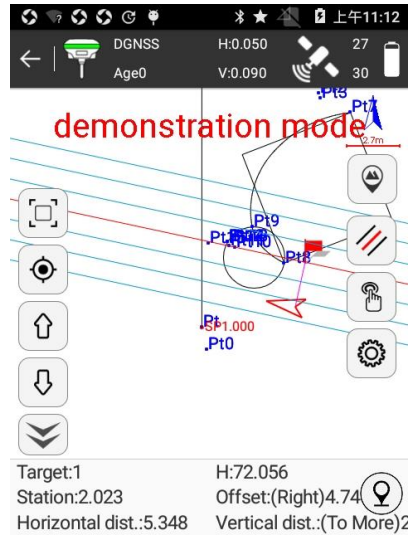 上午11:12
DGNSS H:0.050 27
Age0 V:0.090 30
Pt7
demonstration mode
2.7m
Pt9
Pt8
Pt
SP1.000
Pt0
Target:1 H:72.056
Station:2.023 Offset:(Right)4.74
Horizontal dist.:5.348 Vertical dist.:(To More)2